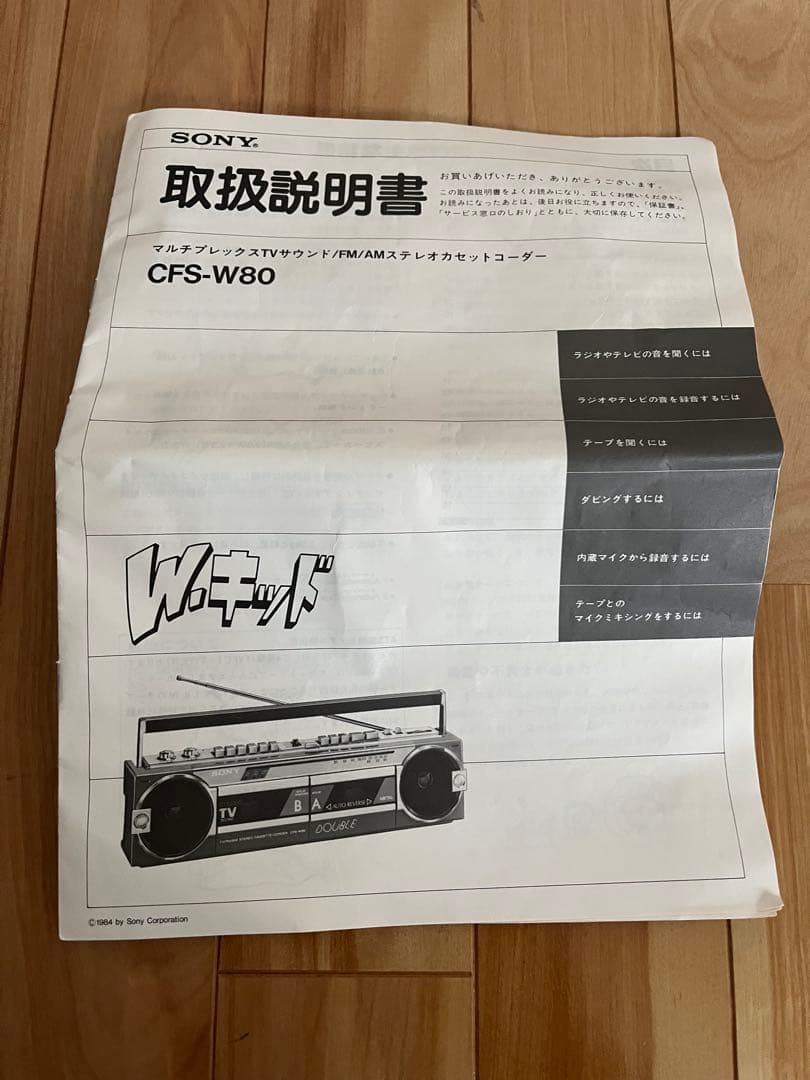 SONY®
取扱説明書
お買いあげいただき、ありがとうございます。
この取扱説明書をよくお読みになり、正しくお使いください。
お読みになったあとは、後日お役に立ちますので、「保証書」、
「サービス窓口のしおり」とともに、大切に保存してください。
マルチプレックスTVサウンド/FM/AMステレオカセットコーダー
CFS-W80
ラジオやテレビの音を聞くには
ラジオやテレビの音を録音するには
テープを聞くには
ダビングするには
内蔵マイクから録音するには
テープとの
マイクミキシングをするには
W.キッド
SONY
TV
B
A
AUTO REVERSE
METAL
DOUBLE
©1984 by Sony Corporation